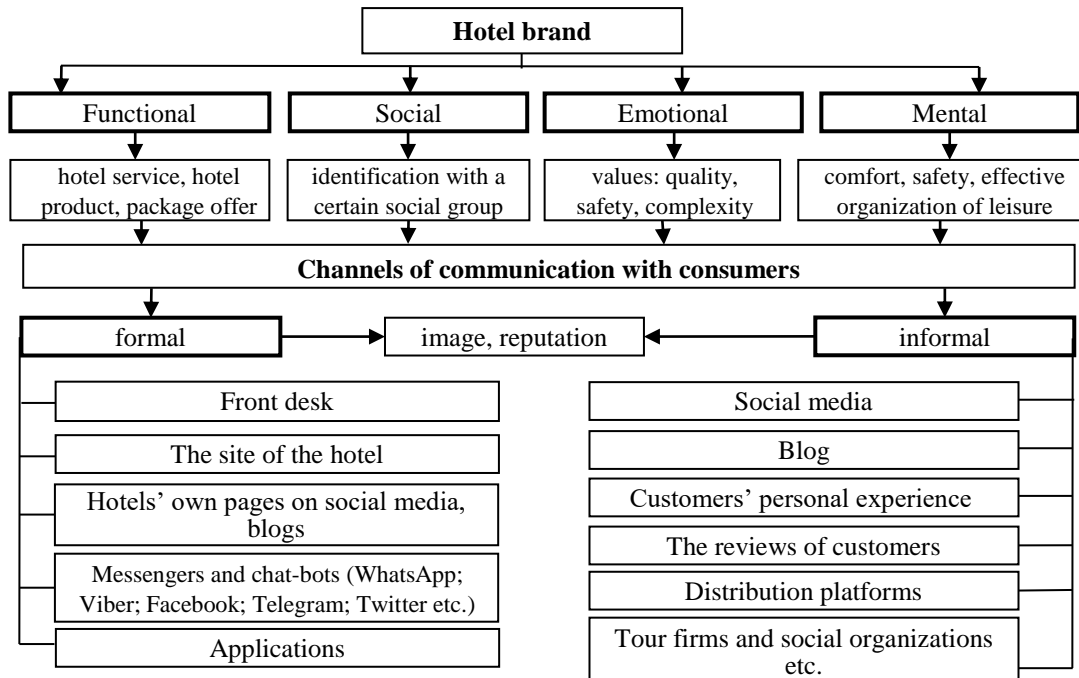 Hotel brand
Functional
Social
Emotional
Mental
hotel service, hotel
product, package offer
identification with a
certain social group
values: quality,
safety, complexity
comfort, safety, effective
organization of leisure
Channels of communication with consumers
formal
image, reputation
informal
Front desk
The site of the hotel
Hotels’ own pages on social media,
blogs
Messengers and chat-bots (WhatsApp;
Viber; Facebook; Telegram; Twitter etc.)
Applications
Social media
Blog
Customers’ personal experience
The reviews of customers
Distribution platforms
Tour firms and social organizations
etc.